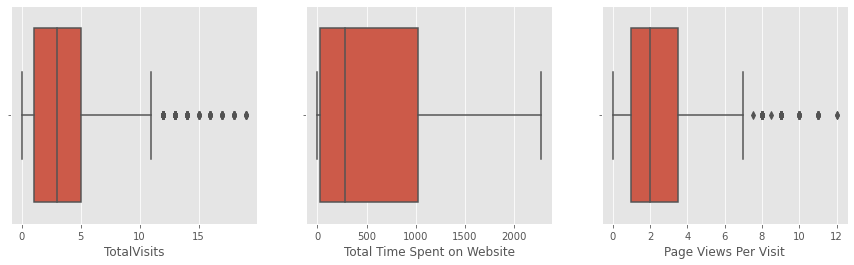 0 5 10 15
TotalVisits
0 500 1000 1500 2000
Total Time Spent on Website
0 2 4 6 8 10 12
Page Views Per Visit